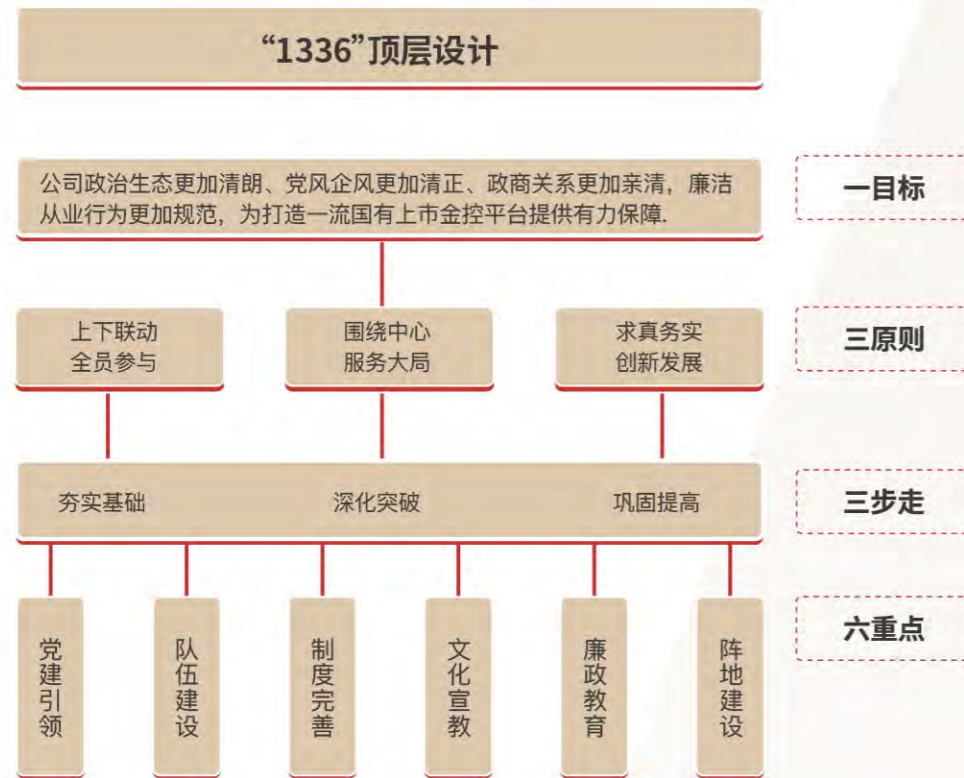 “1336”顶层设计
公司政治生态更加清朗、党风企风更加清正、政商关系更加亲清，廉洁
从业行为更加规范，为打造一流国有上市金控平台提供有力保障.
一目标
上下联动
全员参与
围绕中心
服务大局
求真务实
创新发展
三原则
夯实基础
深化突破
巩固提高
三步走
党建引领
队伍建设
制度完善
文化宣教
廉政教育
阵地建设
六重点